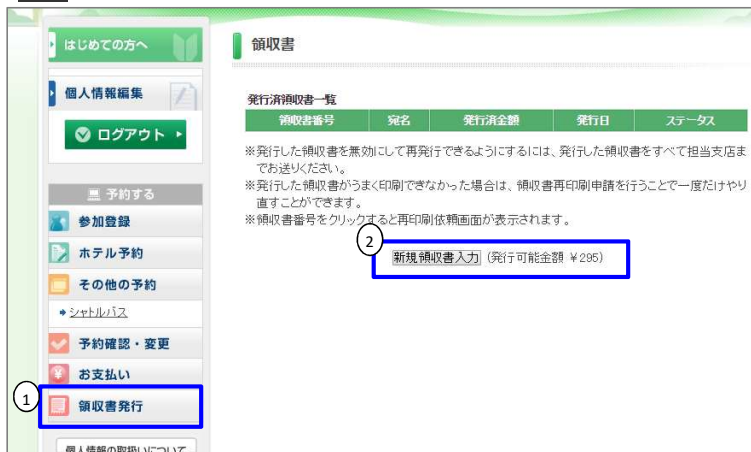 はじめての方へ
個人情報編集
ログアウト
予約する
参加登録
ホテル予約
その他の予約
シャトルバス
予約確認・変更
お支払い
1
領収書発行
個人情報の取扱いについて
領収書
発行済領収書一覧
領収書番号 宛名 発行済金額 発行日 ステータス
※発行した領収書を無効にして再発行できるようにするには、発行した領収書をすべて担当支店ま
でお送りください。
※発行した領収書がうまく印刷できなかった場合は、領収書再印刷申請を行うことで一度だけやり
直すことができます。
※領収書番号をクリックすると再印刷依頼画面が表示されます。
2
新規領収書入力 (発行可能金額 ¥295)